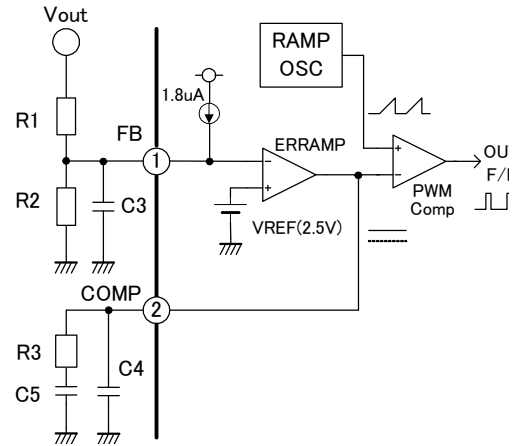 Vout
RAMP
OSC
1.8uA
R1
FB
1
ERRAMP
+
-
-
+
R2
C3
VREF(2.5V)
PWM
Comp
COMP
2
R3
C4
C5